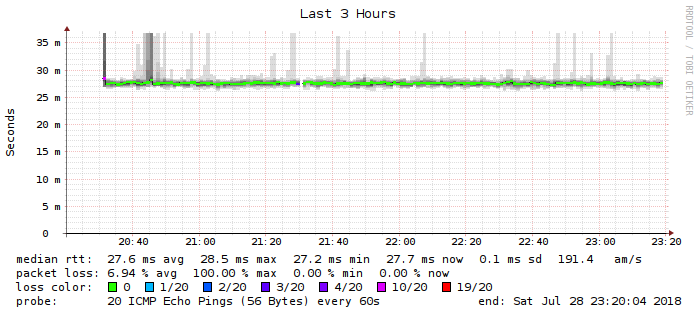 Last 3 Hours
RRDTOOL / TOBI OETIKER
Seconds
35 m
30 m
25 m
20 m
15 m
10 m
5 m
0
20:40 21:00 21:20 21:40 22:00 22:20 22:40 23:00 23:20
median rtt: 27.6 ms avg 28.5 ms max 27.2 ms min 27.7 ms now 0.1 ms sd 191.4 am/s
packet loss: 6.94 % avg 100.00 % max 0.00 % min 0.00 % now
loss color: 0 1/20 2/20 3/20 4/20 10/20 19/20
probe: 20 ICMP Echo Pings (56 Bytes) every 60s end: Sat Jul 28 23:20:04 2018